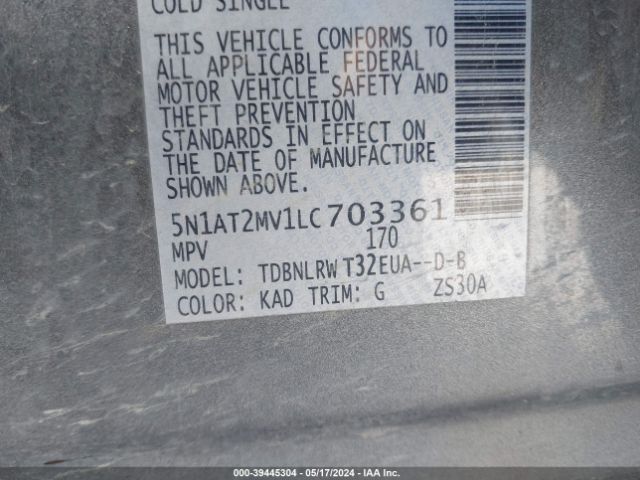 COLD SINGLE
THIS VEHICLE CONFORMS TO
ALL APPLICABLE FEDERAL
MOTOR VEHICLE SAFETY AND
THEFT PREVENTION
STANDARDS IN EFFECT ON
THE DATE OF MANUFACTURE
SHOWN ABOVE.
5N1AT2MV1LC703361
MPV 170
MODEL: TDBNLRW T32EUA--D-B
COLOR: KAD TRIM: G ZS30A
000-39445304 - 05/17/2024 - IAA Inc.